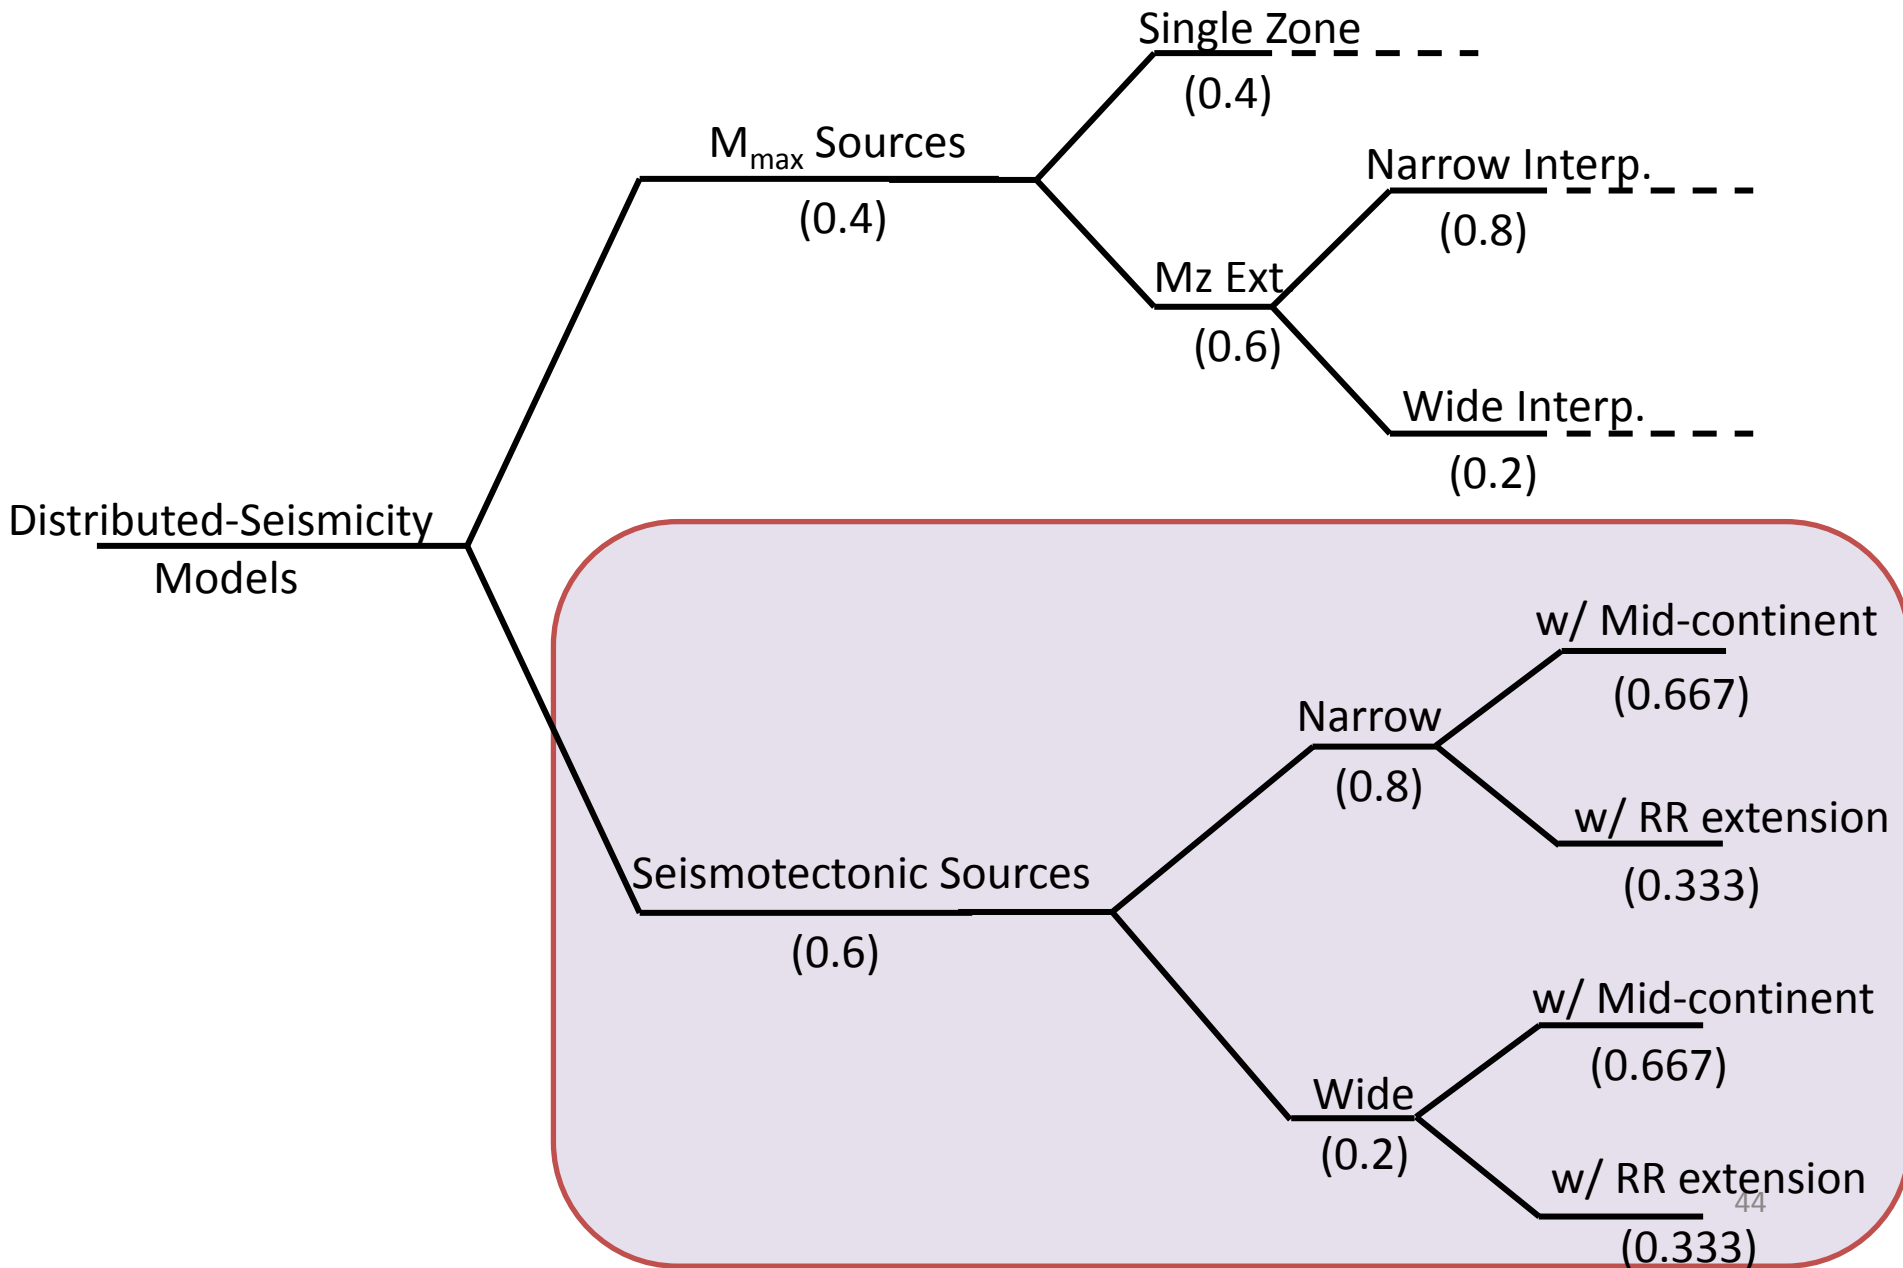 Single Zone
(0.4)
M_max Sources
(0.4)
Narrow Interp.
(0.8)
Mz Ext
(0.6)
Wide Interp.
(0.2)
Distributed-Seismicity
Models
w/ Mid-continent
(0.667)
Narrow
(0.8)
w/ RR extension
(0.333)
Seismotectonic Sources
(0.6)
w/ Mid-continent
(0.667)
Wide
(0.2)
w/ RR extension
44
(0.333)